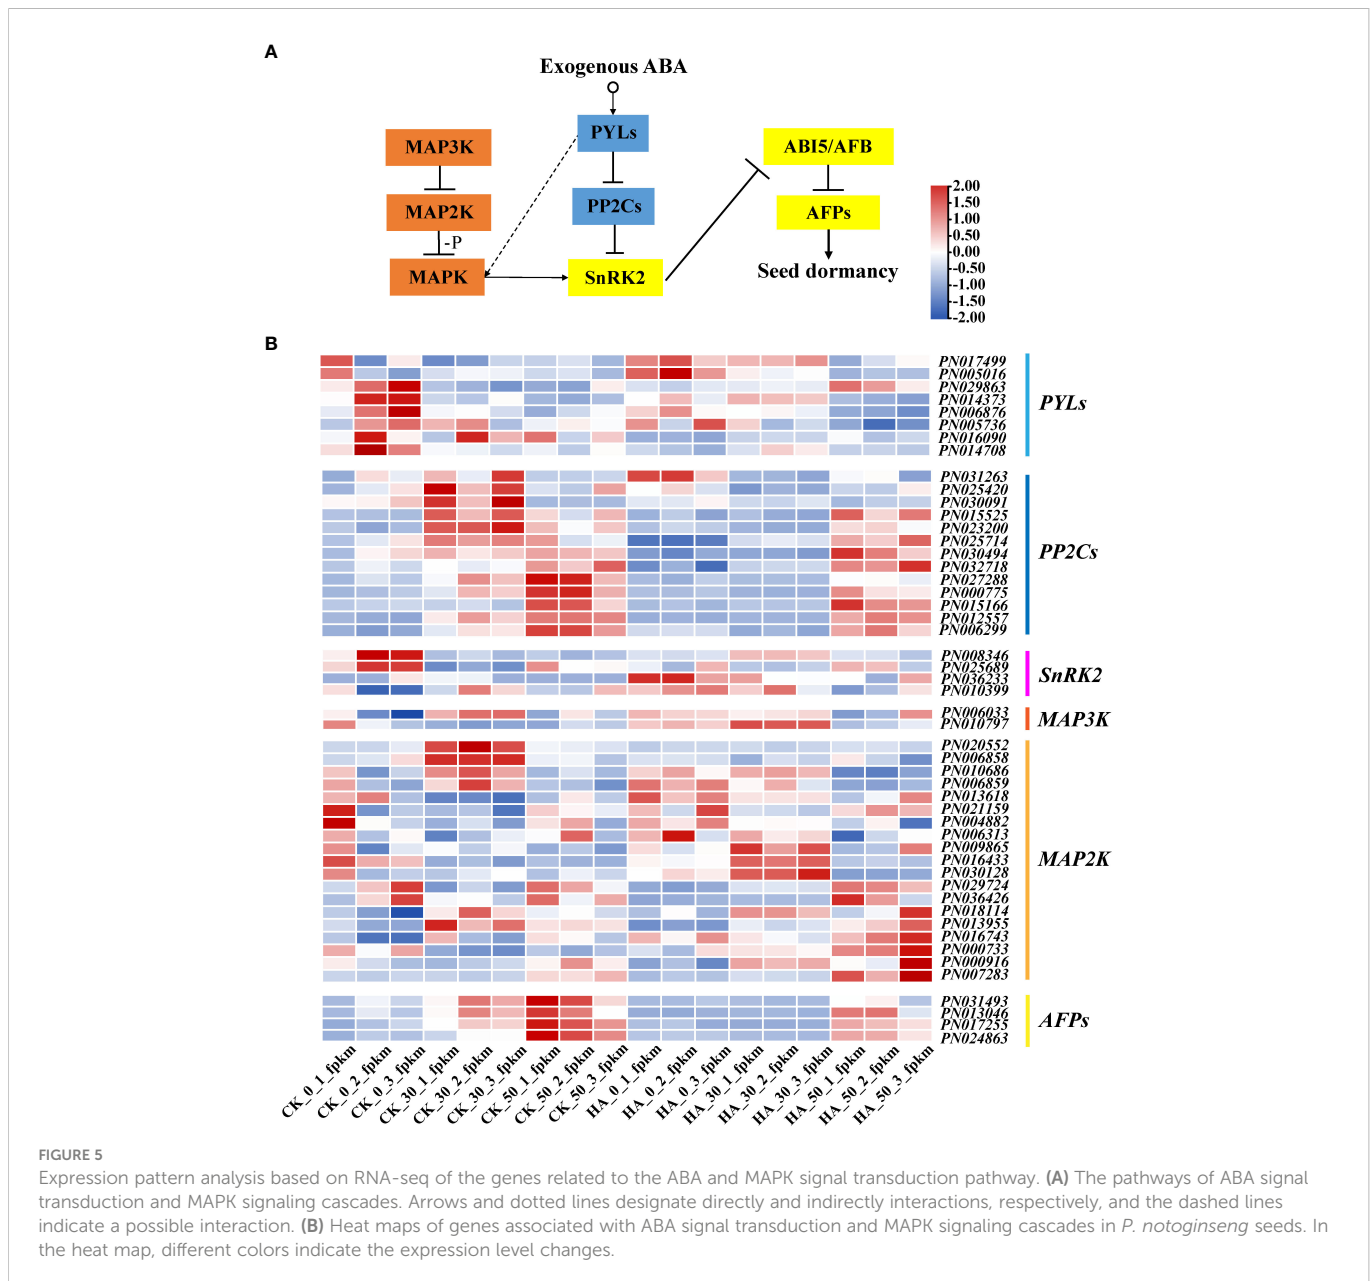 A
Exogenous ABA
MAP3K
PYLs
ABI5/AFB
MAP2K
PP2Cs
AFPs
-P
MAPK
SnRK2
Seed dormancy
2.00
1.50
1.00
0.50
0.00
-0.50
-1.00
-1.50
-2.00
B
PN017499
PN005016
PN029863
PN014373
PN006876
PN005736
PN016090
PN014708
PYLs
PN031263
PN025420
PN030091
PN015525
PN023200
PN025714
PN030494
PN032718
PN027288
PN000775
PN015166
PN012557
PN006299
PP2Cs
PN008346
PN025689
PN036233
PN010399
SnRK2
PN006033
PN010797
MAP3K
PN020552
PN006858
PN010686
PN006859
PN013618
PN021159
PN004882
PN006313
PN009865
PN016433
PN030128
PN029724
PN036426
PN018114
PN013955
PN016743
PN000733
PN000916
PN007283
MAP2K
PN031493
PN013046
PN017255
PN024863
AFPs
CK_0_1_fpkm
CK_0_2_fpkm
CK_0_3_fpkm
CK_30_1_fpkm
CK_30_2_fpkm
CK_30_3_fpkm
CK_50_1_fpkm
CK_50_2_fpkm
CK_50_3_fpkm
HA_0_1_fpkm
HA_0_2_fpkm
HA_0_3_fpkm
HA_30_1_fpkm
HA_30_2_fpkm
HA_30_3_fpkm
HA_50_1_fpkm
HA_50_2_fpkm
HA_50_3_fpkm
FIGURE 5
Expression pattern analysis based on RNA-seq of the genes related to the ABA and MAPK signal transduction pathway. (A) The pathways of ABA signal
transduction and MAPK signaling cascades. Arrows and dotted lines designate directly and indirectly interactions, respectively, and the dashed lines
indicate a possible interaction. (B) Heat maps of genes associated with ABA signal transduction and MAPK signaling cascades in P. notoginseng seeds. In
the heat map, different colors indicate the expression level changes.